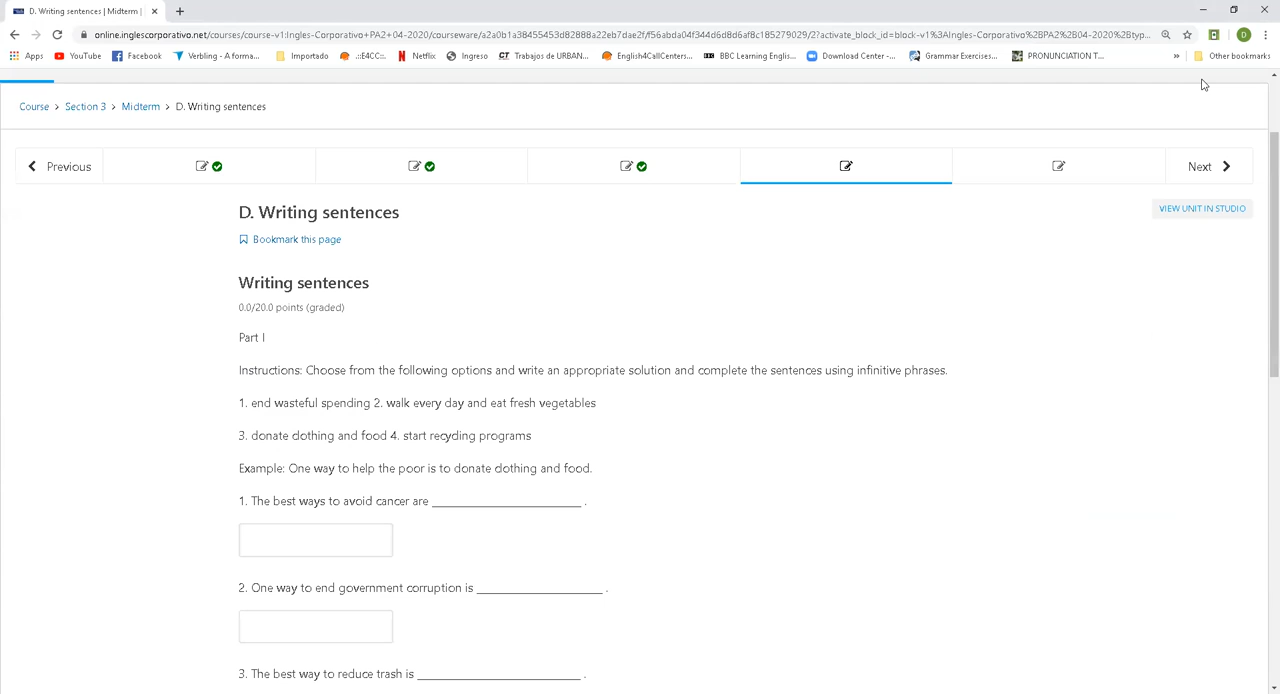 D. Writing sentences | Midterm |
online.inglescorporativo.net/courses/course-v1:Ingles-Corporativo+PA2+04-2020/courseware/a2a0b1a38455453d82888a22eb7dae2f/f56abda04f344d6d8d6af8c185279029/2?activate_block_id=block-v1%3AIngles-Corporativo%2BPA2%2B04-2020%2Btyp...
Apps YouTube Facebook Verbling - A forma... Importado .::E4CC::. Netflix Ingreso Trabajos de URBAN... English4CallCenters... BBC Learning Englis... Download Center -... Grammar Exercises... PRONUNCIATION T... » Other bookmarks
Course > Section 3 > Midterm > D. Writing sentences
Previous Next
D. Writing sentences
VIEW UNIT IN STUDIO
Bookmark this page
Writing sentences
0.0/20.0 points (graded)
Part I
Instructions: Choose from the following options and write an appropriate solution and complete the sentences using infinitive phrases.
1. end wasteful spending 2. walk every day and eat fresh vegetables
3. donate clothing and food 4. start recycling programs
Example: One way to help the poor is to donate clothing and food.
1. The best ways to avoid cancer are ________________________ .
2. One way to end government corruption is ____________________ .
3. The best way to reduce trash is __________________________ .